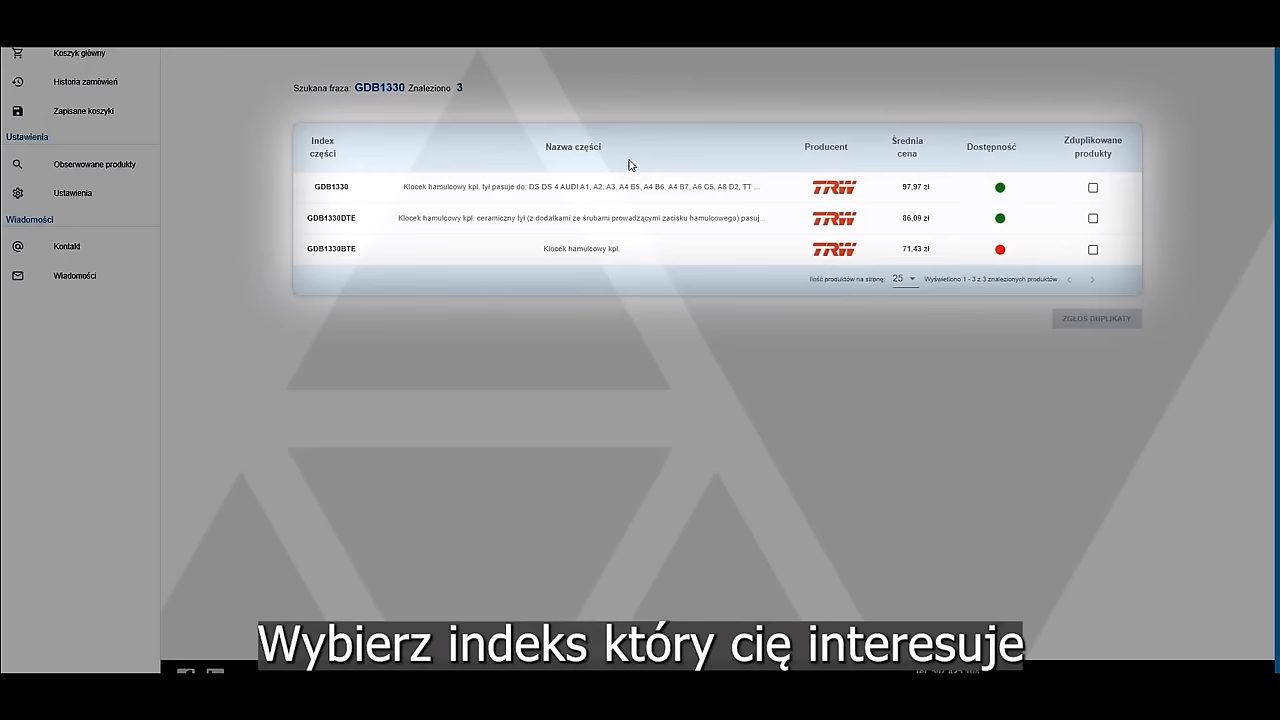 Koszyk główny
Historia zamówień
Zapisane koszyki
Ustawienia
Obserwowane produkty
Ustawienia
Wiadomości
Kontakt
Wiadomości
Szukana fraza: GDB1330 Znaleziono 3
Index części Nazwa części Producent Średnia cena Dostępność Zduplikowane produkty
GDB1330 Klocek hamulcowy kpl. tył pasuje do: DS DS 4 AUDI A1, A2, A3, A4 B5, A4 B6, A4 B7, A6 C5, A8 D2, TT ... TRW 97,97 zł
GDB1330DTE Klocek hamulcowy kpl. ceramiczny tył (z dodatkami ze śrubami prowadzącymi zacisku hamulcowego) pasuj... TRW 86,09 zł
GDB1330BTE Klocek hamulcowy kpl. TRW 71,43 zł
Ilość produktów na stronę: 25 Wyświetlono 1 - 3 z 3 znalezionych produktów
ZGŁOŚ DUPLIKATY
Wybierz indeks który cię interesuje